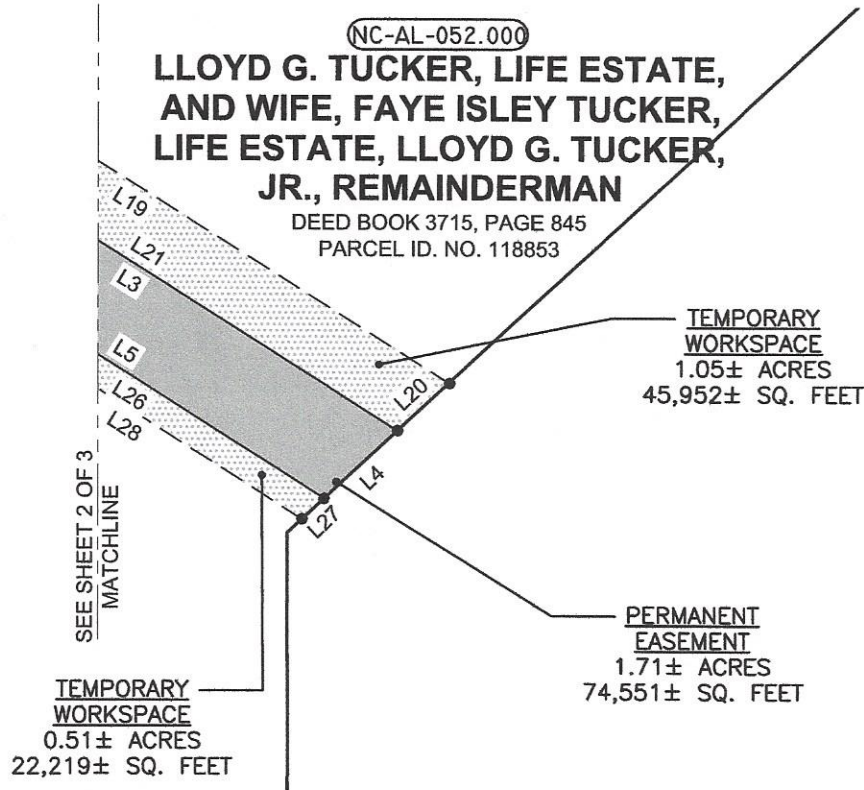 NC-AL-052.000
LLOYD G. TUCKER, LIFE ESTATE,
AND WIFE, FAYE ISLEY TUCKER,
LIFE ESTATE, LLOYD G. TUCKER,
JR., REMAINDERMAN
DEED BOOK 3715, PAGE 845
PARCEL ID. NO. 118853
L19
L21
L3
L5
L26
L28
L20
L4
L27
SEE SHEET 2 OF 3
MATCHLINE
TEMPORARY
WORKSPACE
1.05± ACRES
45,952± SQ. FEET
PERMANENT
EASEMENT
1.71± ACRES
74,551± SQ. FEET
TEMPORARY
WORKSPACE
0.51± ACRES
22,219± SQ. FEET